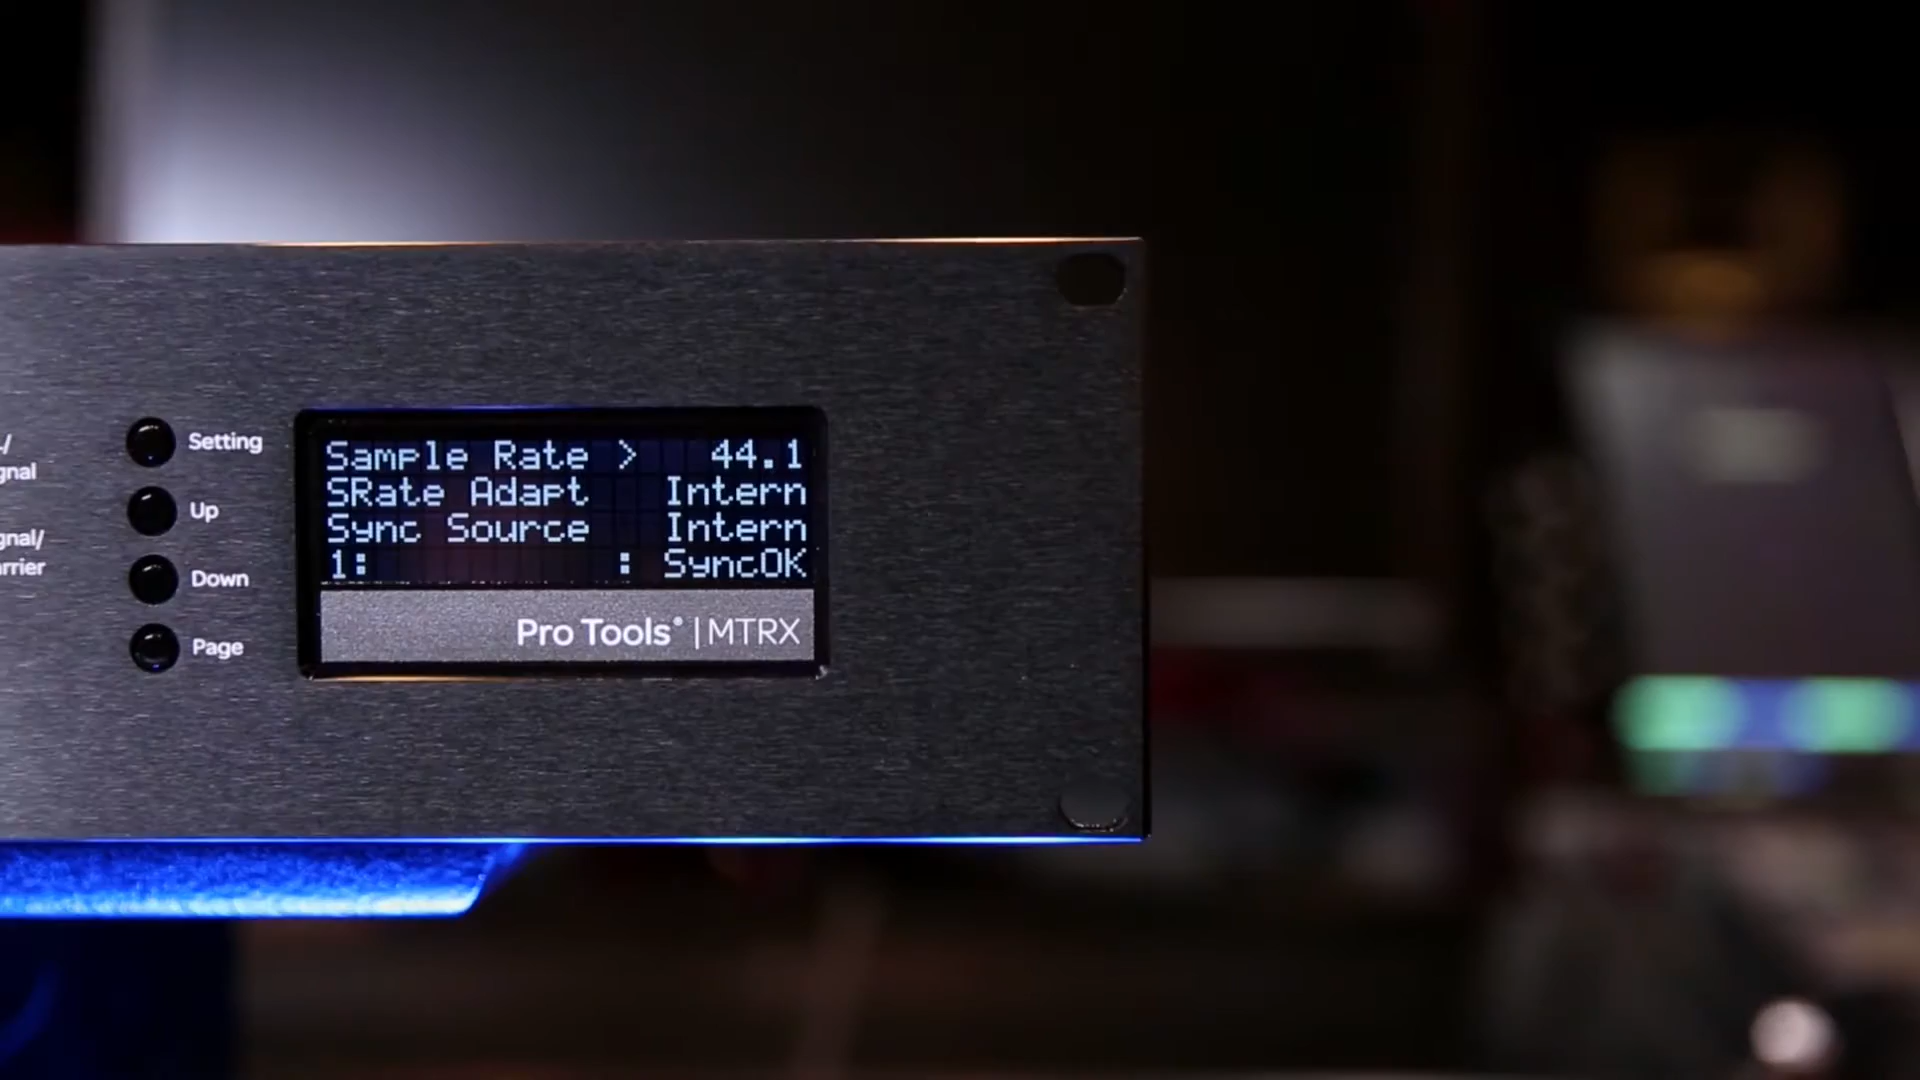 Setting
Up
Down
Page
Sample Rate > 44.1
SRate Adapt Intern
Sync Source Intern
1: : SyncOK
Pro Tools® | MTRX